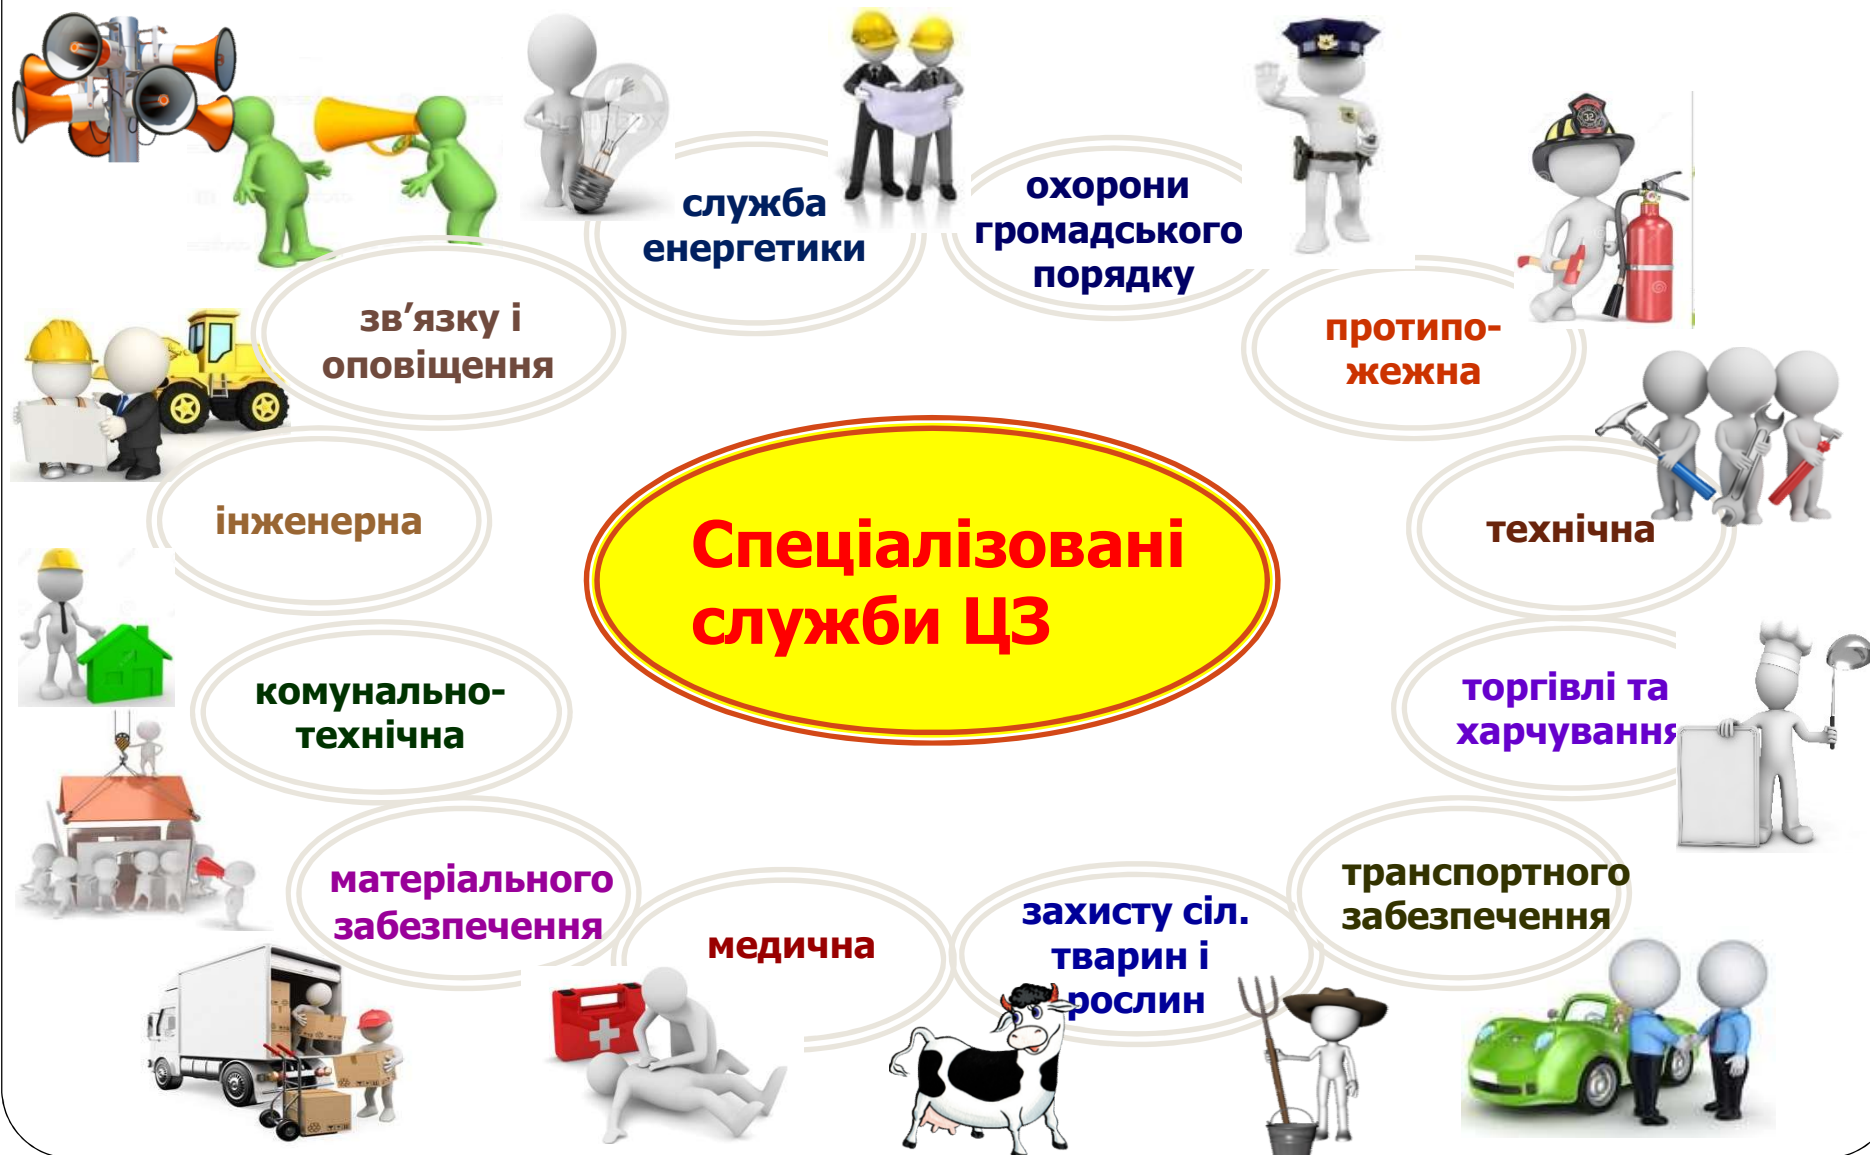 служба
енергетики
охорони
громадського
порядку
зв’язку і
оповіщення
протипо-
жежна
інженерна
Спеціалізовані
служби ЦЗ
технічна
комунально-
технічна
торгівлі та
харчування
матеріального
забезпечення
медична
захисту сіл.
тварин і
рослин
транспортного
забезпечення
32